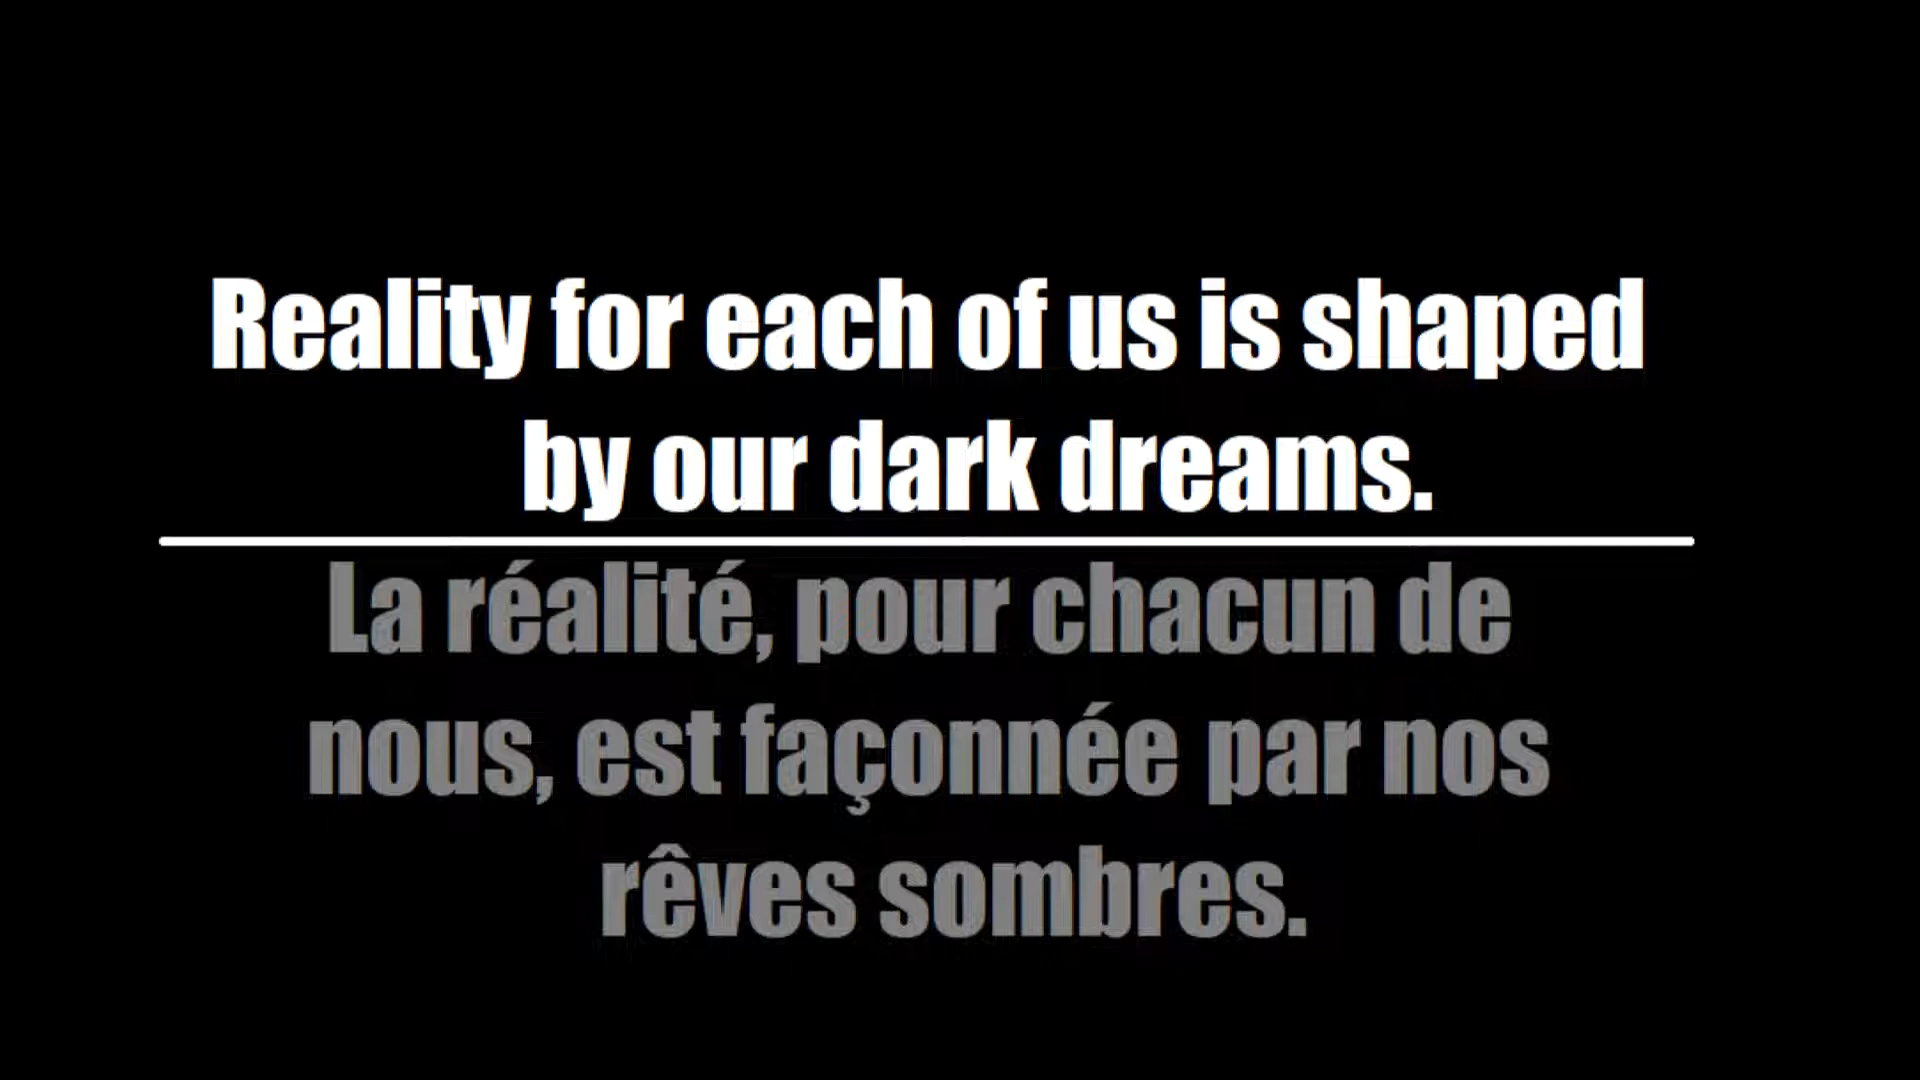 Reality for each of us is shaped
by our dark dreams.
La réalité, pour chacun de
nous, est façonnée par nos
rêves sombres.